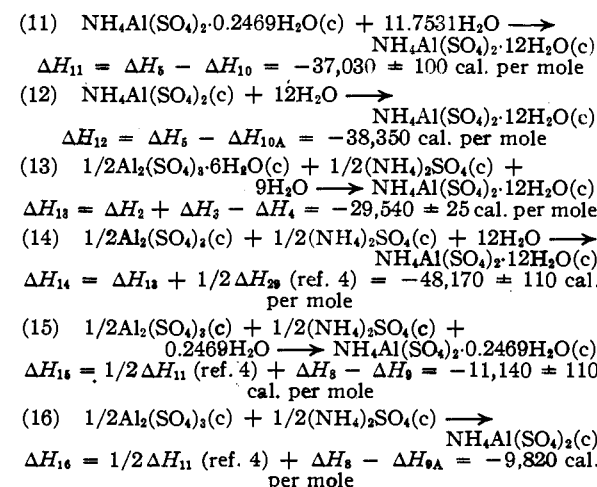 (11) NH₄Al(SO₄)₂·0.2469H₂O(c) + 11.7531H₂O ⟶
NH₄Al(SO₄)₂·12H₂O(c)
ΔH₁₁ = ΔH₅ − ΔH₁₀ = −37,030 ± 100 cal. per mole
(12) NH₄Al(SO₄)₂(c) + 12H₂O ⟶
NH₄Al(SO₄)₂·12H₂O(c)
ΔH₁₂ = ΔH₅ − ΔH₁₀A = −38,350 cal. per mole
(13) 1/2Al₂(SO₄)₃·6H₂O(c) + 1/2(NH₄)₂SO₄(c) +
9H₂O ⟶ NH₄Al(SO₄)₂·12H₂O(c)
ΔH₁₃ = ΔH₂ + ΔH₃ − ΔH₄ = −29,540 ± 25 cal. per mole
(14) 1/2Al₂(SO₄)₃(c) + 1/2(NH₄)₂SO₄(c) + 12H₂O ⟶
NH₄Al(SO₄)₂·12H₂O(c)
ΔH₁₄ = ΔH₁₃ + 1/2ΔH₂₉ (ref. 4) = −48,170 ± 110 cal.
per mole
(15) 1/2Al₂(SO₄)₃(c) + 1/2(NH₄)₂SO₄(c) +
0.2469H₂O ⟶ NH₄Al(SO₄)₂·0.2469H₂O(c)
ΔH₁₅ = 1/2ΔH₁₁ (ref. 4) + ΔH₈ − ΔH₉ = −11,140 ± 110
cal. per mole
(16) 1/2Al₂(SO₄)₃(c) + 1/2(NH₄)₂SO₄(c) ⟶
NH₄Al(SO₄)₂(c)
ΔH₁₆ = 1/2ΔH₁₁ (ref. 4) + ΔH₈ − ΔH₉A = −9,820 cal.
per mole